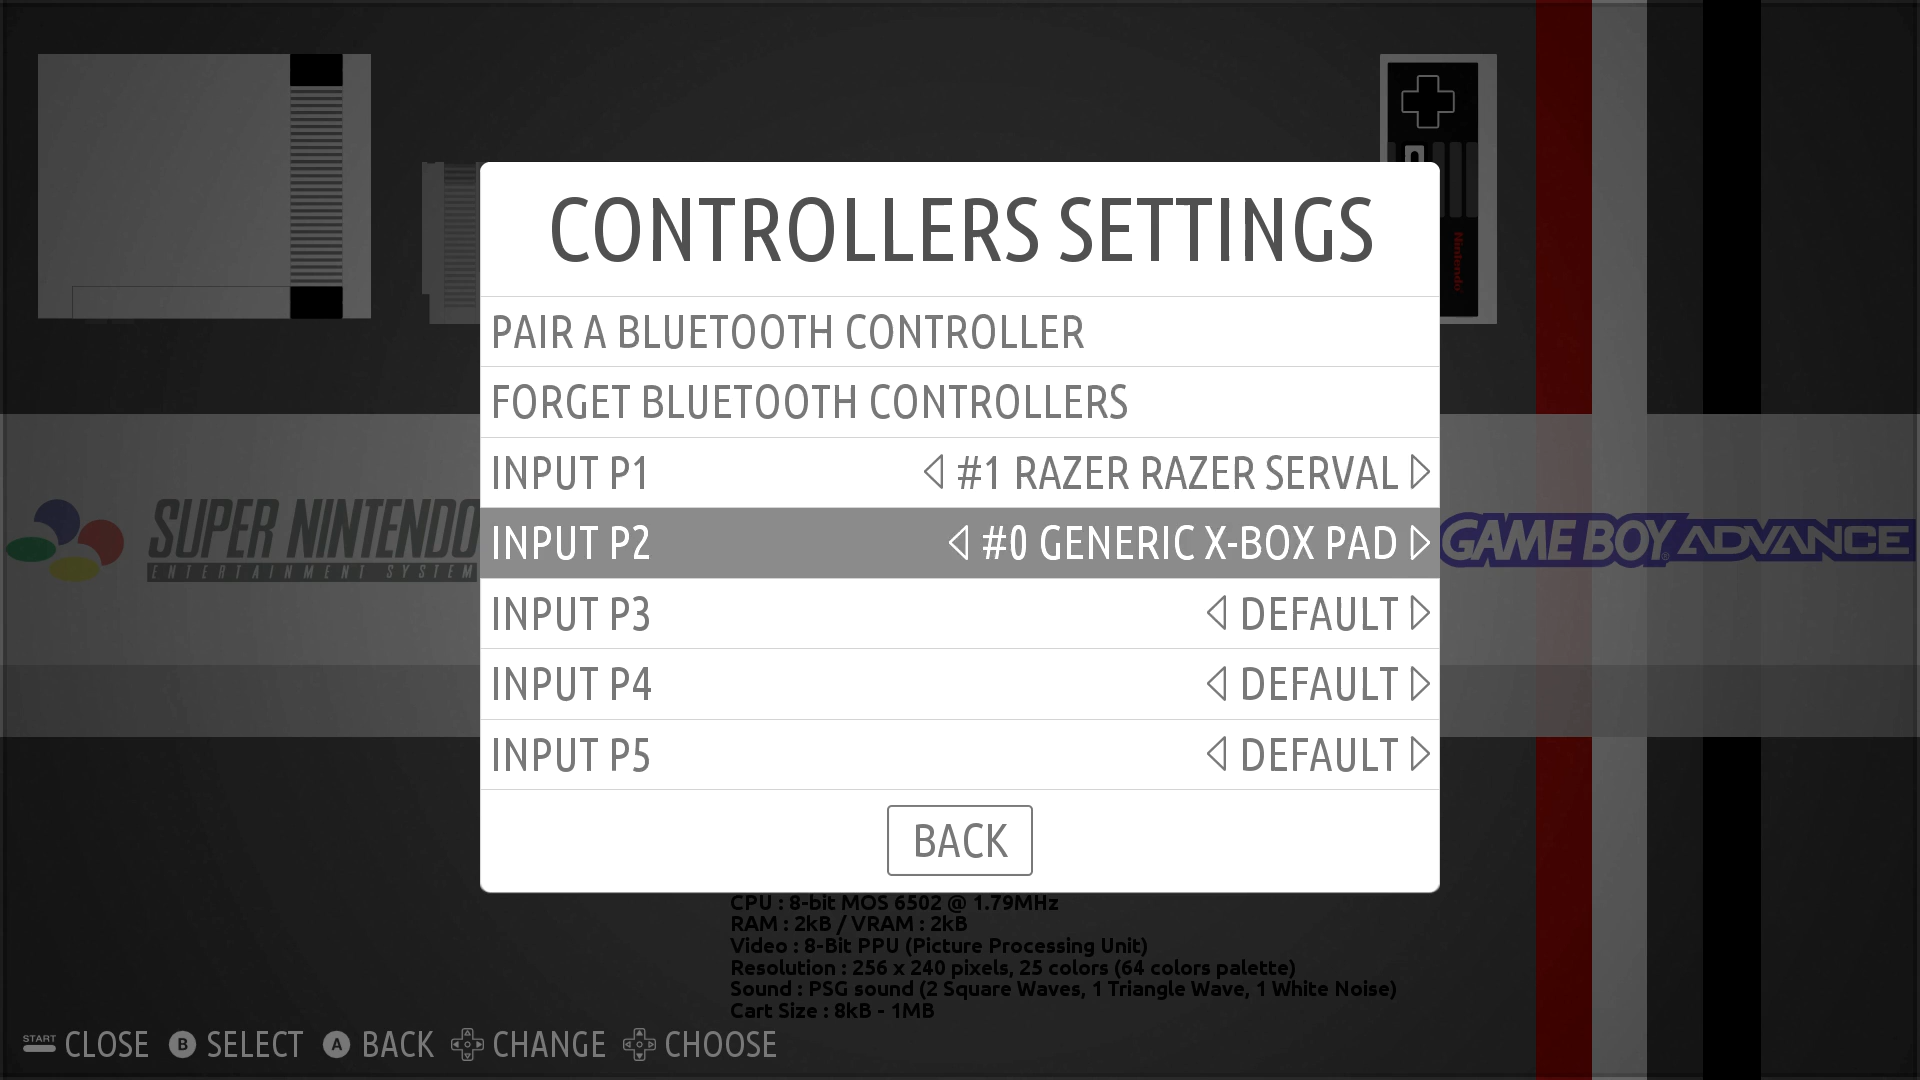 CONTROLLERS SETTINGS
PAIR A BLUETOOTH CONTROLLER
FORGET BLUETOOTH CONTROLLERS
INPUT P1 #1 RAZER RAZER SERVAL
INPUT P2 #0 GENERIC X-BOX PAD
INPUT P3 DEFAULT
INPUT P4 DEFAULT
INPUT P5 DEFAULT
BACK
Nintendo
SUPER NINTENDO
ENTERTAINMENT SYSTEM
GAME BOY ADVANCE
CPU : 8-bit MOS 6502 @ 1.79MHz
RAM : 2kB / VRAM : 2kB
Video : 8-Bit PPU (Picture Processing Unit)
Resolution : 256 x 240 pixels, 25 colors (64 colors palette)
Sound : PSG sound (2 Square Waves, 1 Triangle Wave, 1 White Noise)
Cart Size : 8kB - 1MB
START CLOSE B SELECT A BACK CHANGE CHOOSE